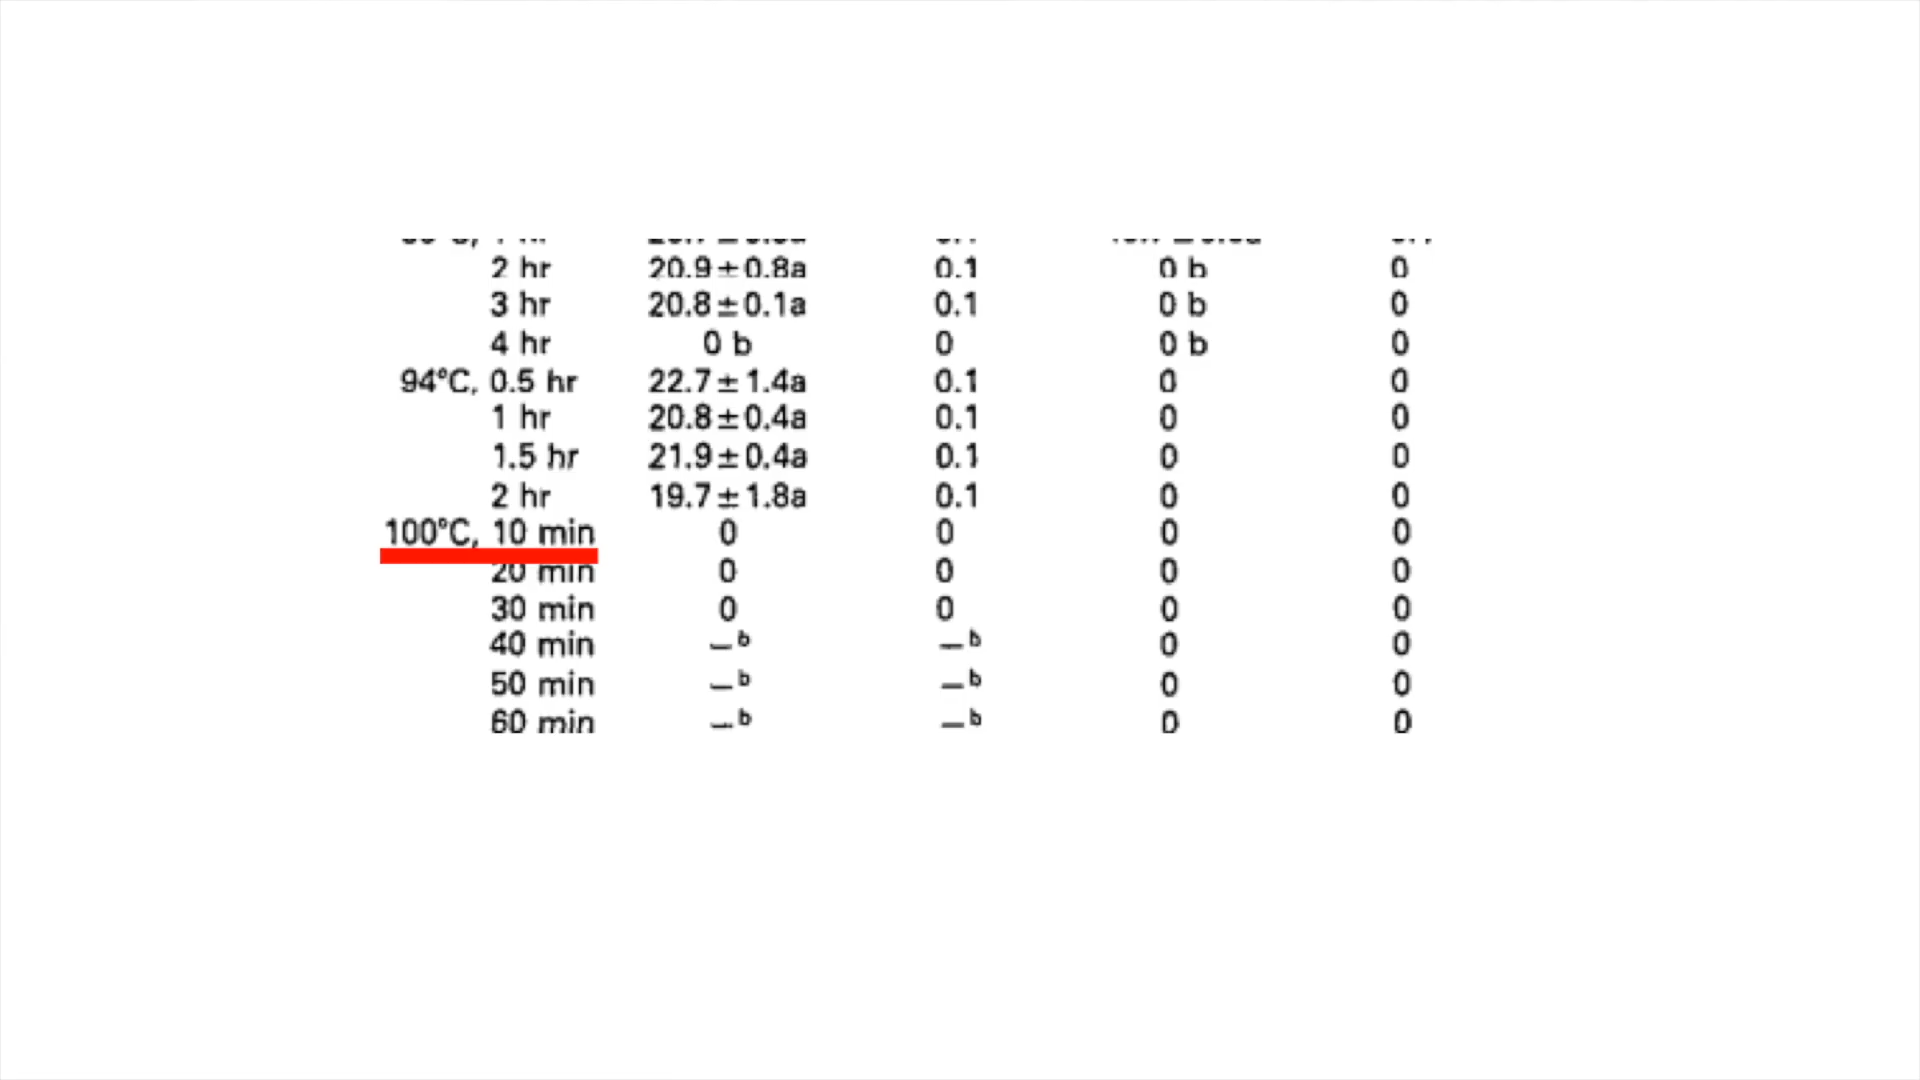 2 hr 20.9±0.8a 0.1 0 b 0
3 hr 20.8±0.1a 0.1 0 b 0
4 hr 0 b 0 0 b 0
94°C, 0.5 hr 22.7±1.4a 0.1 0 0
1 hr 20.8±0.4a 0.1 0 0
1.5 hr 21.9±0.4a 0.1 0 0
2 hr 19.7±1.8a 0.1 0 0
100°C, 10 min 0 0 0 0
20 min 0 0 0 0
30 min 0 0 0 0
40 min –b –b 0 0
50 min –b –b 0 0
60 min –b –b 0 0